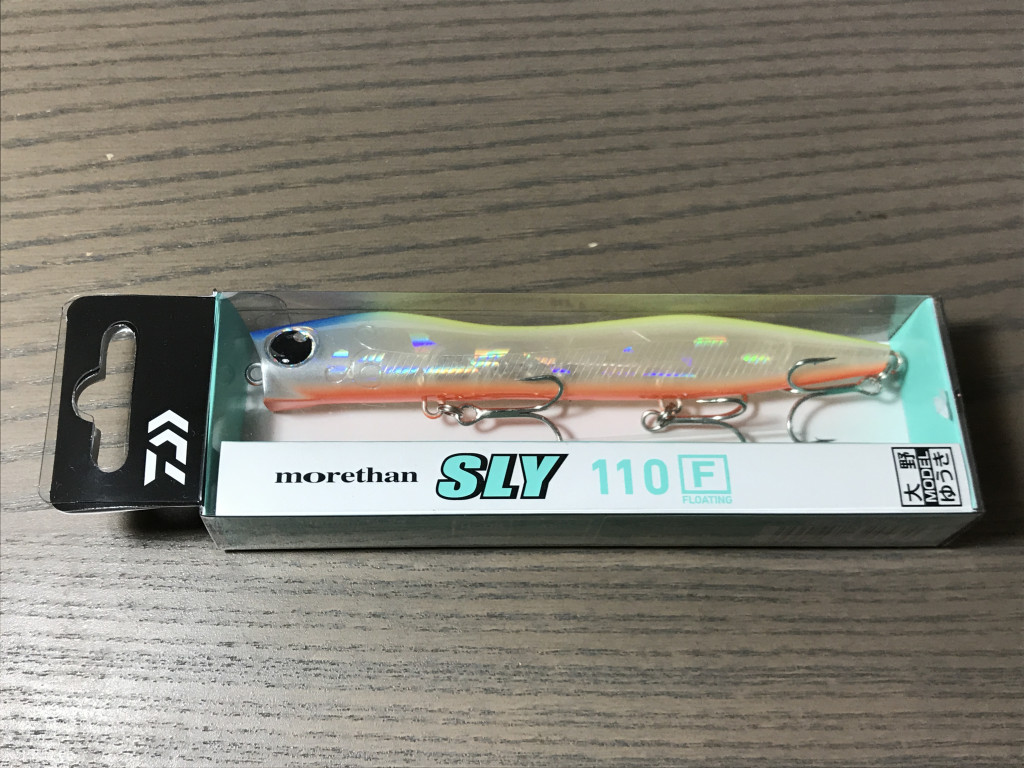 morethan SLY 110 F
FLOATING
大野
MODEL
ゆうき